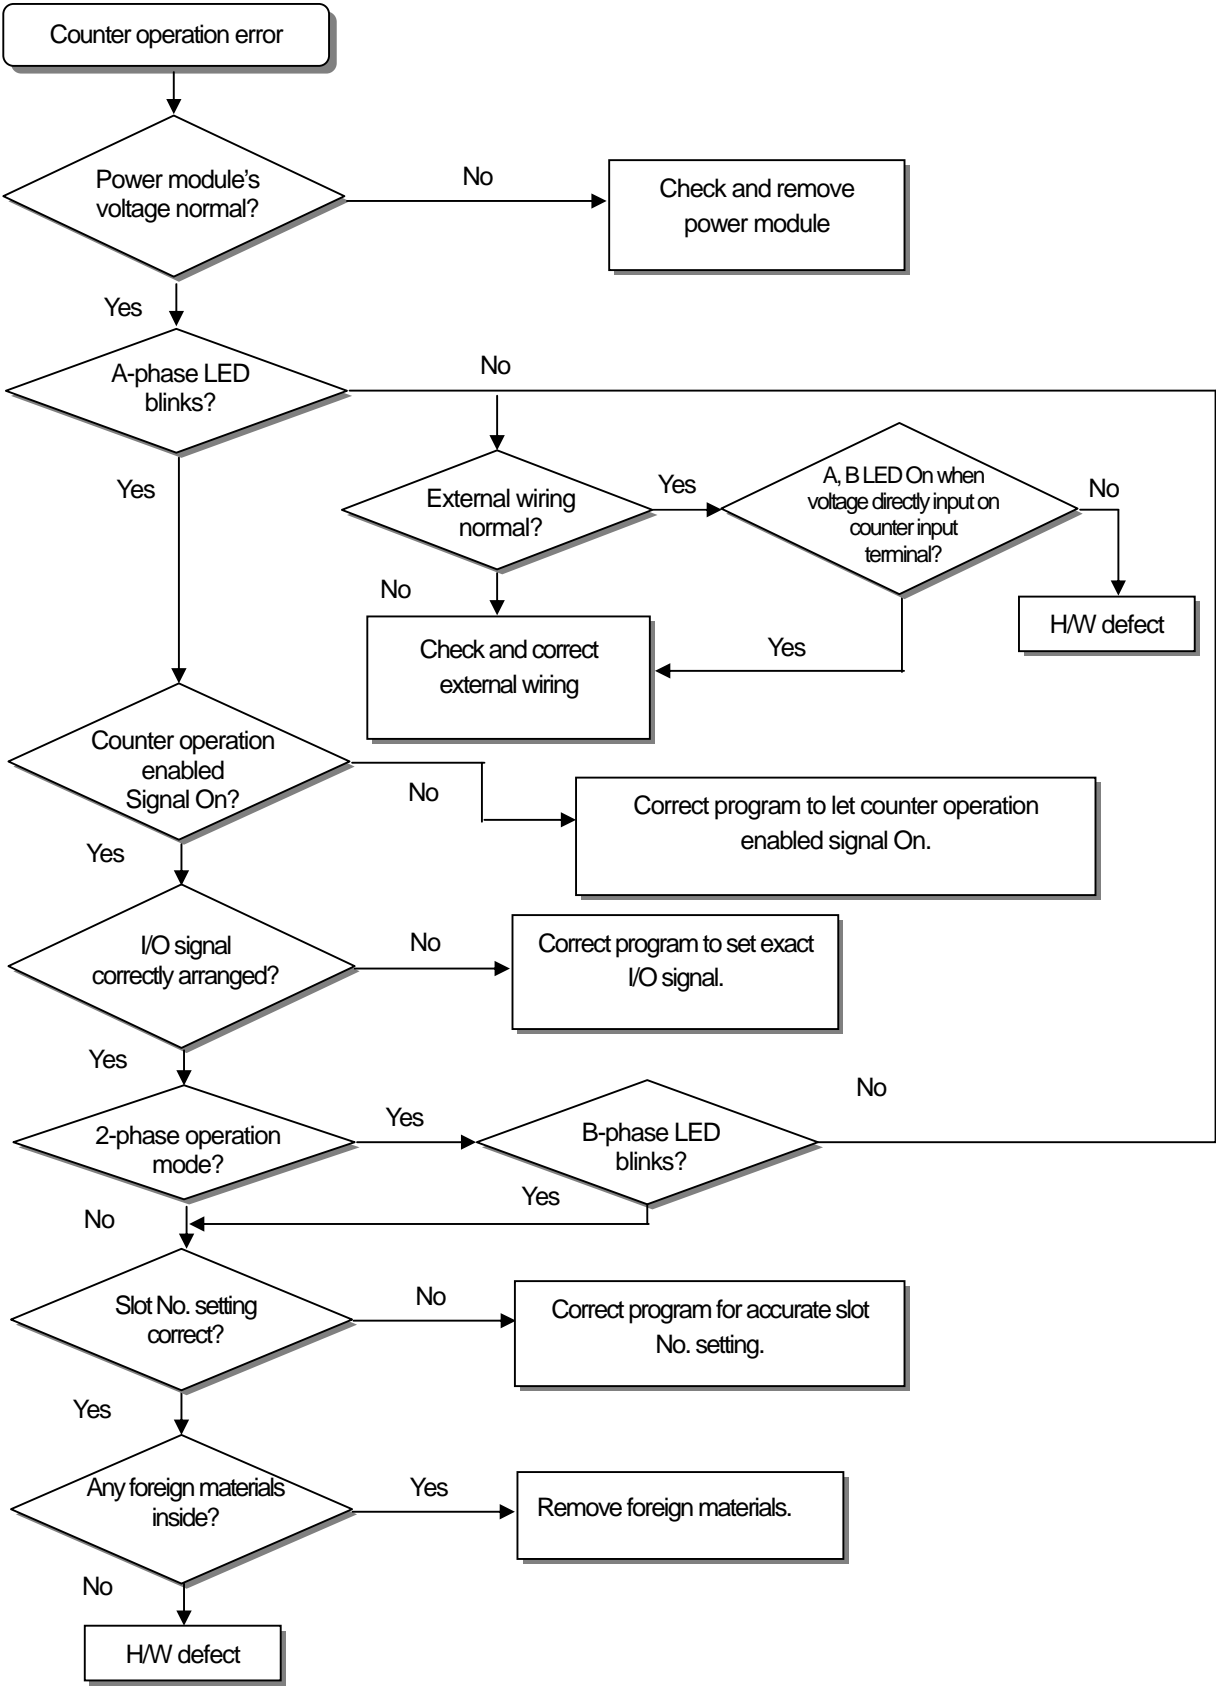 Counter operation error
Power module's
voltage normal?
No
Check and remove
power module
Yes
A-phase LED
blinks?
No
Yes
External wiring
normal?
Yes
A, B LED On when
voltage directly input on
counter input
terminal?
No
No
H/W defect
Check and correct
external wiring
Yes
Counter operation
enabled
Signal On?
No
Correct program to let counter operation
enabled signal On.
Yes
I/O signal
correctly arranged?
No
Correct program to set exact
I/O signal.
Yes
2-phase operation
mode?
Yes
B-phase LED
blinks?
No
Yes
No
Slot No. setting
correct?
No
Correct program for accurate slot
No. setting.
Yes
Any foreign materials
inside?
Yes
Remove foreign materials.
No
H/W defect